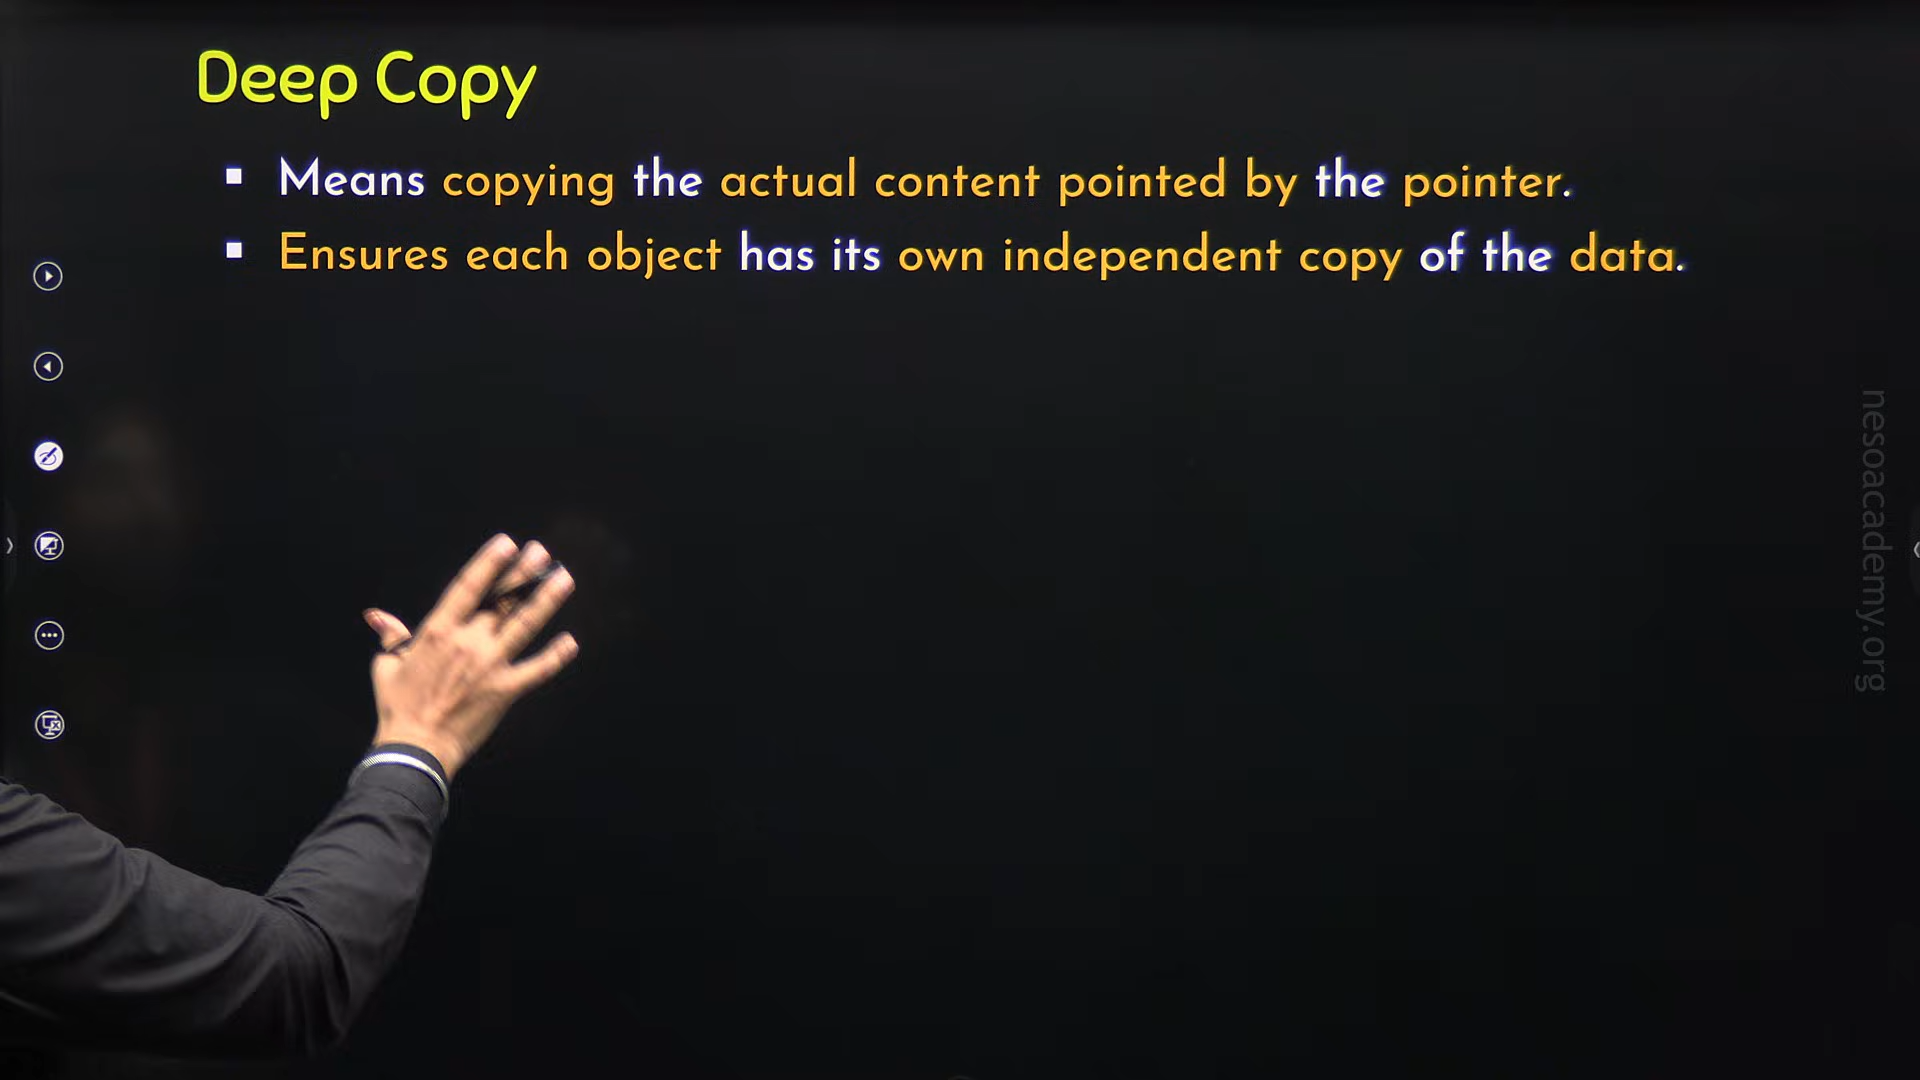 Deep Copy
▪ Means copying the actual content pointed by the pointer.
▪ Ensures each object has its own independent copy of the data.
nesoacademy.org